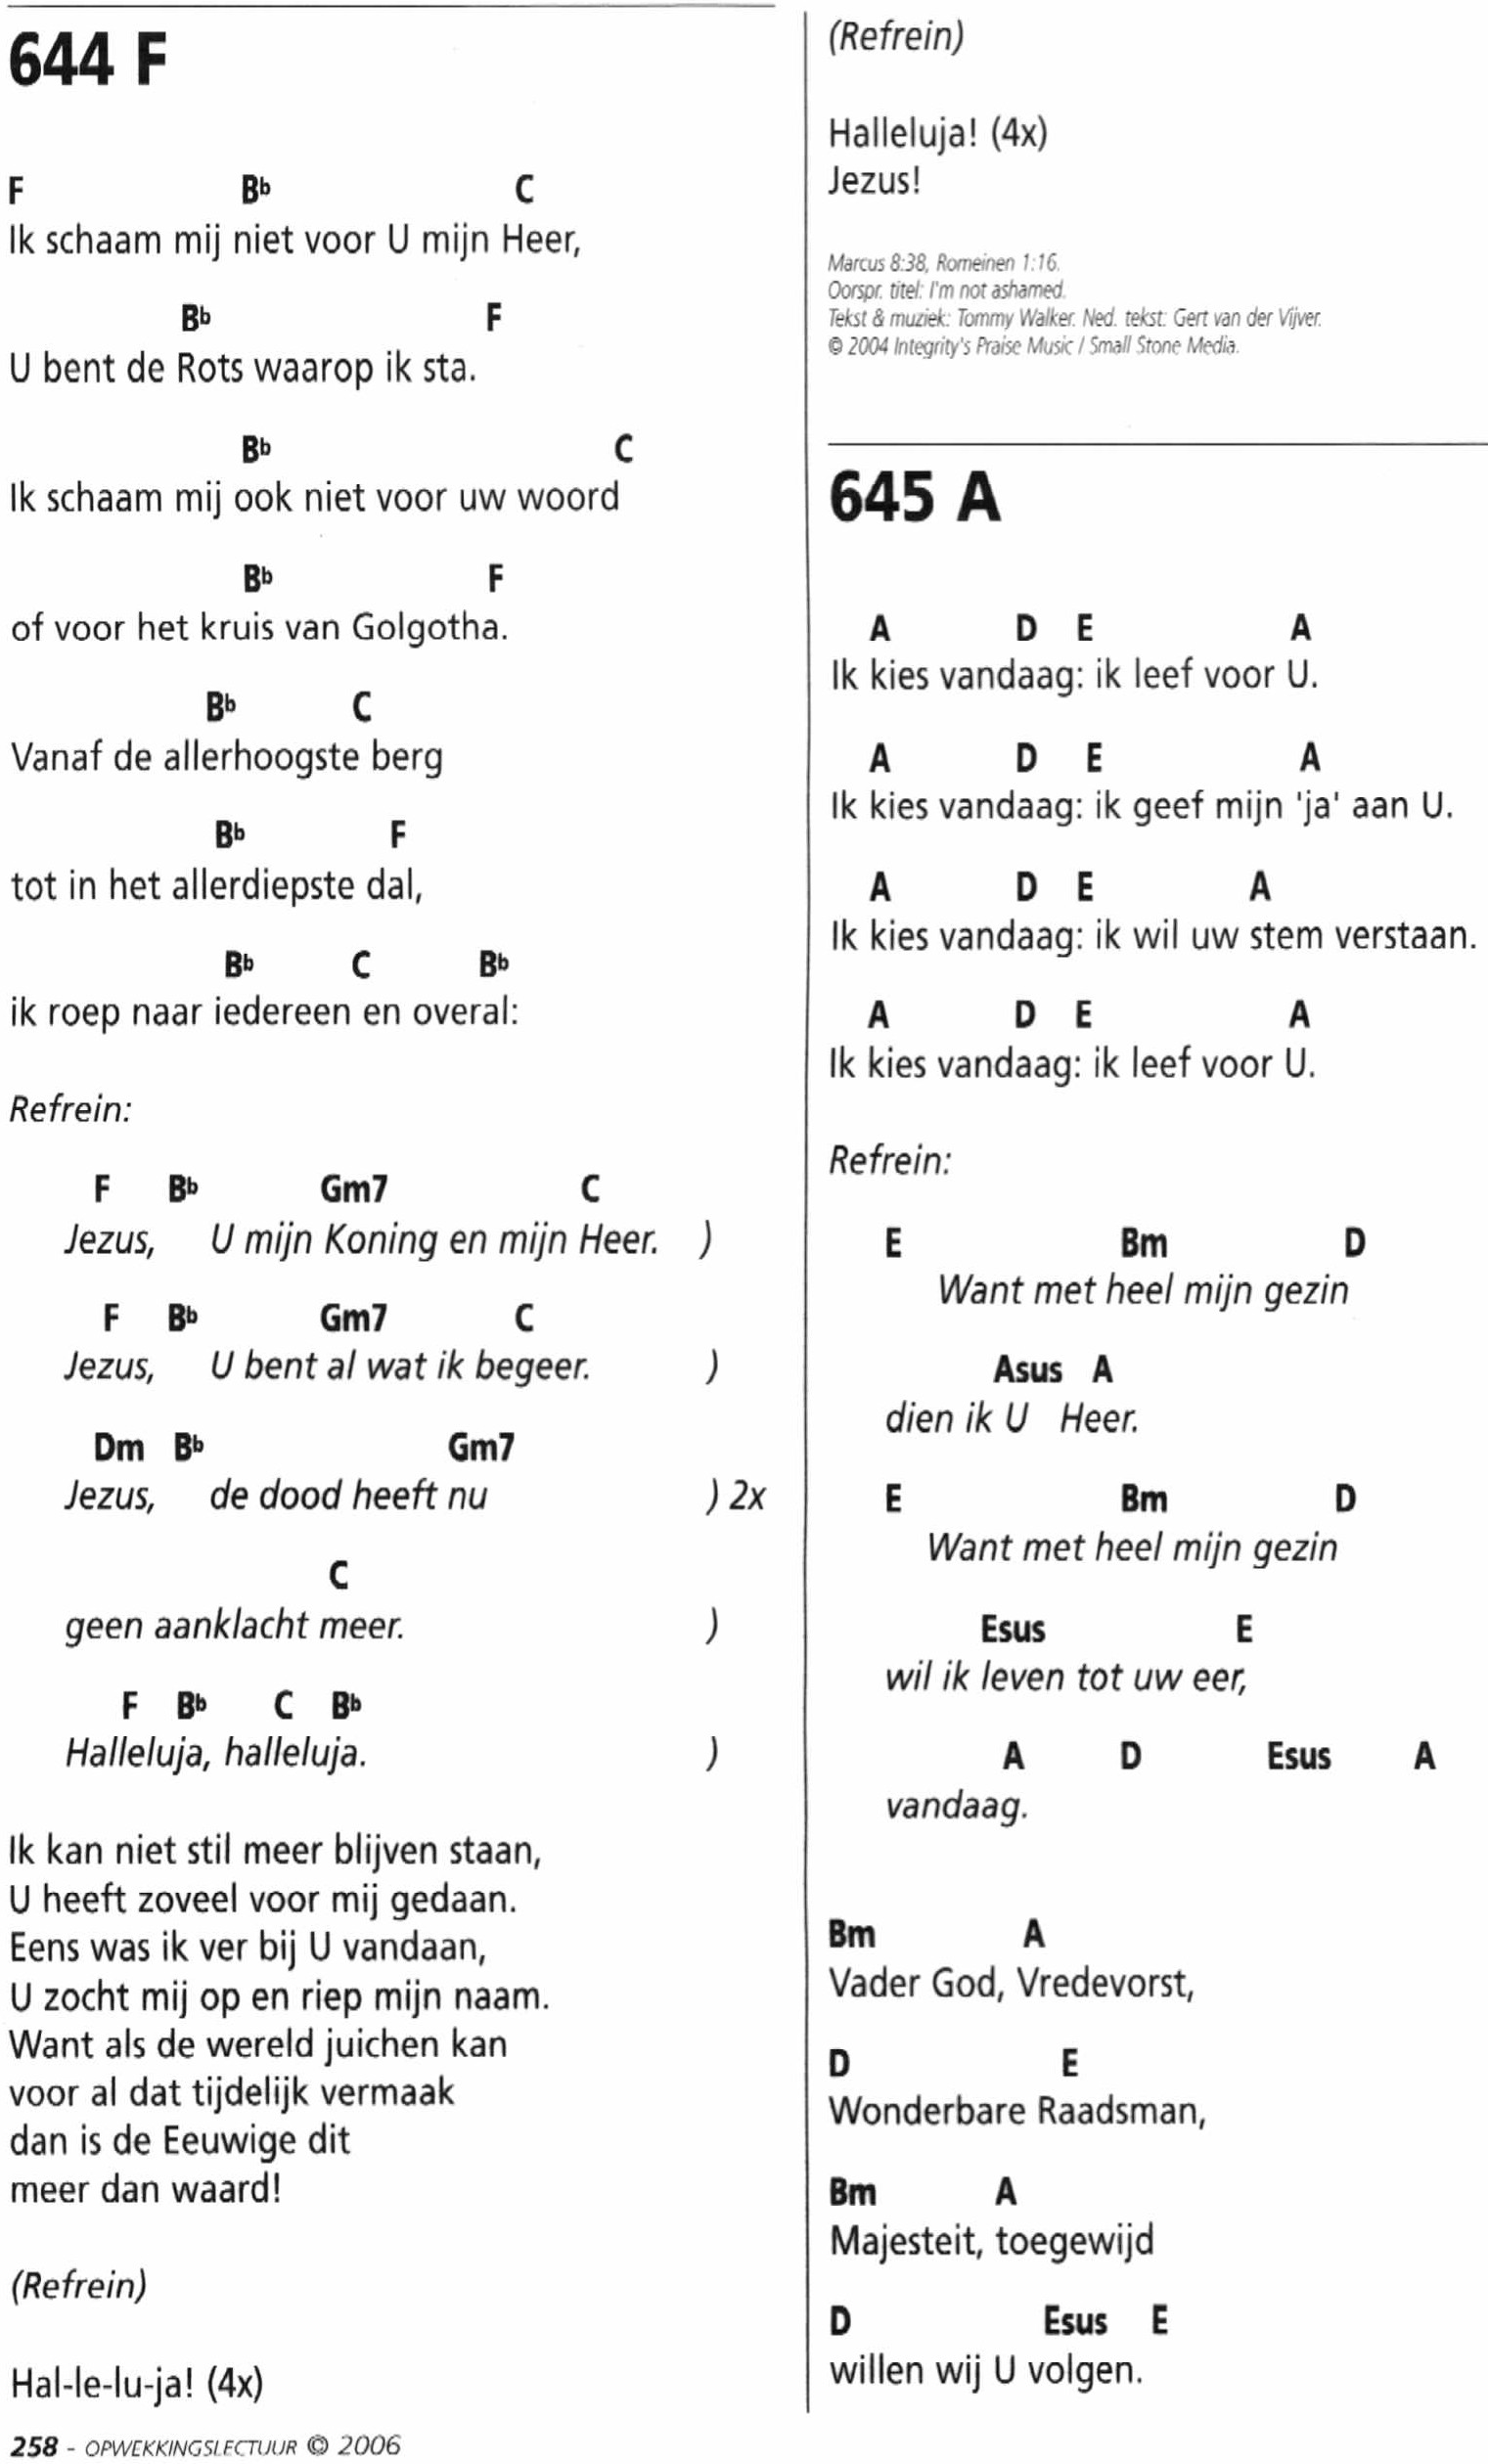 644 F
F Bb C
Ik schaam mij niet voor U mijn Heer,
Bb F
U bent de Rots waarop ik sta.
Bb C
Ik schaam mij ook niet voor uw woord
Bb F
of voor het kruis van Golgotha.
Bb C
Vanaf de allerhoogste berg
Bb F
tot in het allerdiepste dal,
Bb C Bb
ik roep naar iedereen en overal:
Refrein:
F Bb Gm7 C
Jezus, U mijn Koning en mijn Heer. )
F Bb Gm7 C
Jezus, U bent al wat ik begeer. )
Dm Bb Gm7
Jezus, de dood heeft nu ) 2x
C
geen aanklacht meer. )
F Bb C Bb
Halleluja, halleluja. )
Ik kan niet stil meer blijven staan,
U heeft zoveel voor mij gedaan.
Eens was ik ver bij U vandaan,
U zocht mij op en riep mijn naam.
Want als de wereld juichen kan
voor al dat tijdelijk vermaak
dan is de Eeuwige dit
meer dan waard!
(Refrein)
Hal-le-lu-ja! (4x)
258 - OPWEKKINGSLECTUUR © 2006
(Refrein)
Halleluja! (4x)
Jezus!
Marcus 8:38, Romeinen 1:16.
Oorspr. titel: I'm not ashamed.
Tekst & muziek: Tommy Walker. Ned. tekst: Gert van der Vijver.
© 2004 Integrity's Praise Music / Small Stone Media.
645 A
A D E A
Ik kies vandaag: ik leef voor U.
A D E A
Ik kies vandaag: ik geef mijn 'ja' aan U.
A D E A
Ik kies vandaag: ik wil uw stem verstaan.
A D E A
Ik kies vandaag: ik leef voor U.
Refrein:
E Bm D
Want met heel mijn gezin
Asus A
dien ik U Heer.
E Bm D
Want met heel mijn gezin
Esus E
wil ik leven tot uw eer,
A D Esus A
vandaag.
Bm A
Vader God, Vredevorst,
D E
Wonderbare Raadsman,
Bm A
Majesteit, toegewijd
D Esus E
willen wij U volgen.